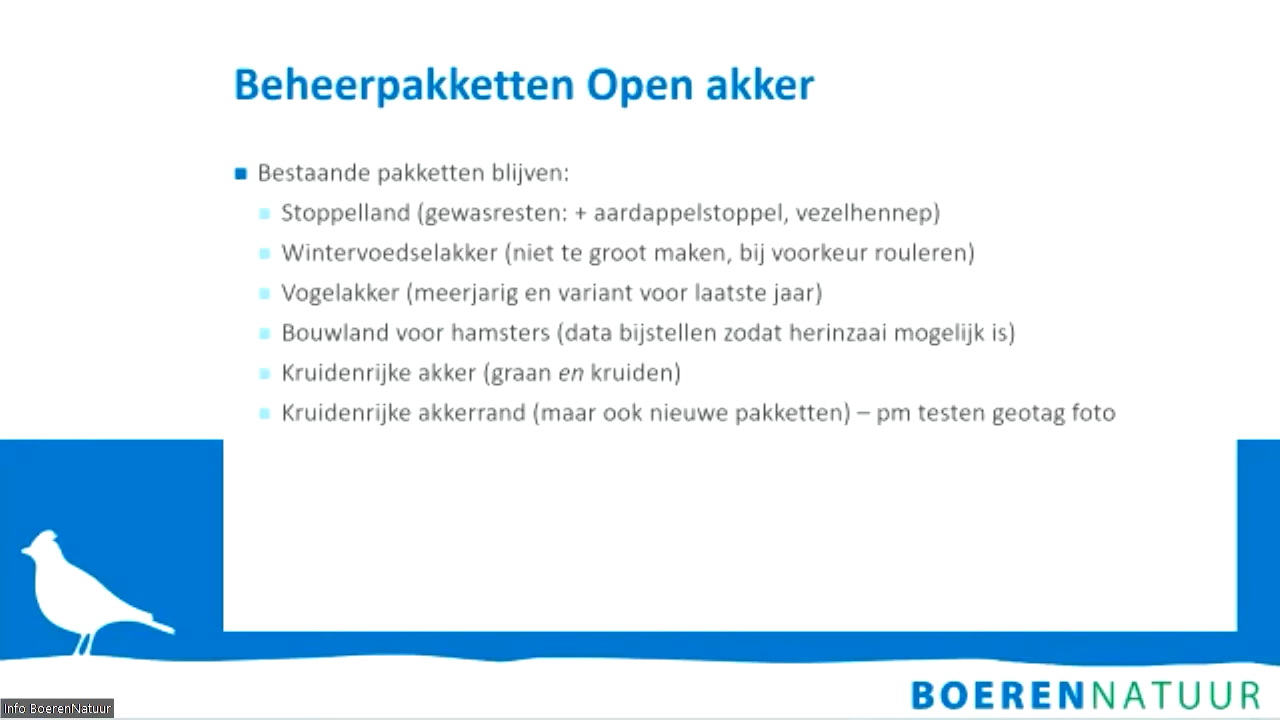 Beheerpakketten Open akker
Bestaande pakketten blijven:
Stoppelland (gewasresten: + aardappelstoppel, vezelhennep)
Wintervoedselakker (niet te groot maken, bij voorkeur rouleren)
Vogelakker (meerjarig en variant voor laatste jaar)
Bouwland voor hamsters (data bijstellen zodat herinzaai mogelijk is)
Kruidenrijke akker (graan en kruiden)
Kruidenrijke akkerrand (maar ook nieuwe pakketten) – pm testen geotag foto
BOERENNATUUR
Info BoerenNatuur